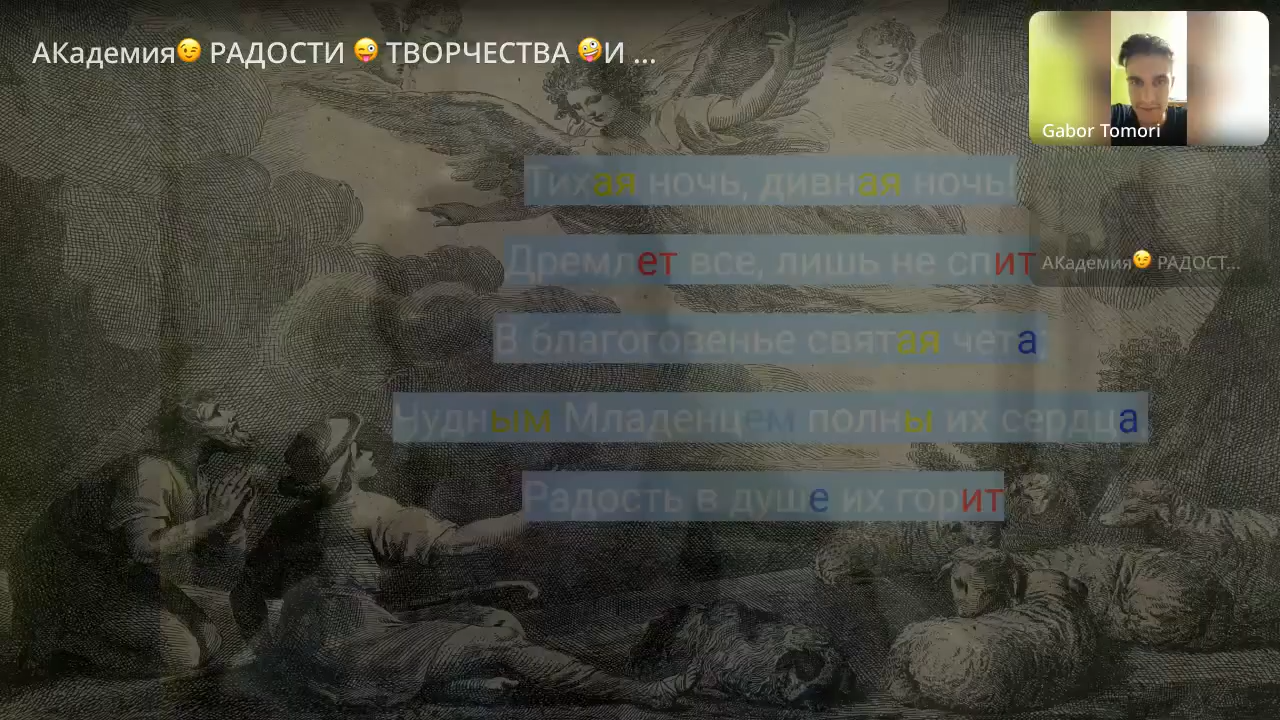 АКадемия😉 РАДОСТИ 😜 ТВОРЧЕСТВА 🤪И ...
Gabor Tomori
Тихая ночь, дивная ночь!
Дремлет все, лишь не спит
АКадемия😉 РАДОСТ...
В благоговенье святая чета;
Чудным Младенцем полны их сердца
Радость в душе их горит